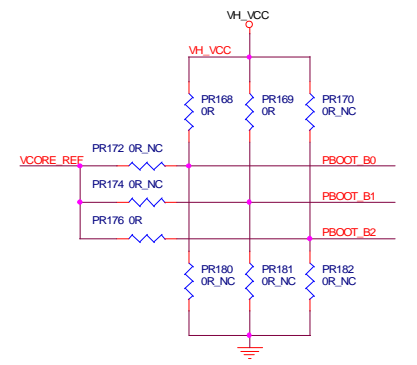 VH_VCC
VH_VCC
PR168 PR169 PR170
0R 0R 0R_NC
PR172 0R_NC
VCORE_REF PBOOT_B0
PR174 0R_NC
PBOOT_B1
PR176 0R
PBOOT_B2
PR180 PR181 PR182
0R_NC 0R_NC 0R_NC